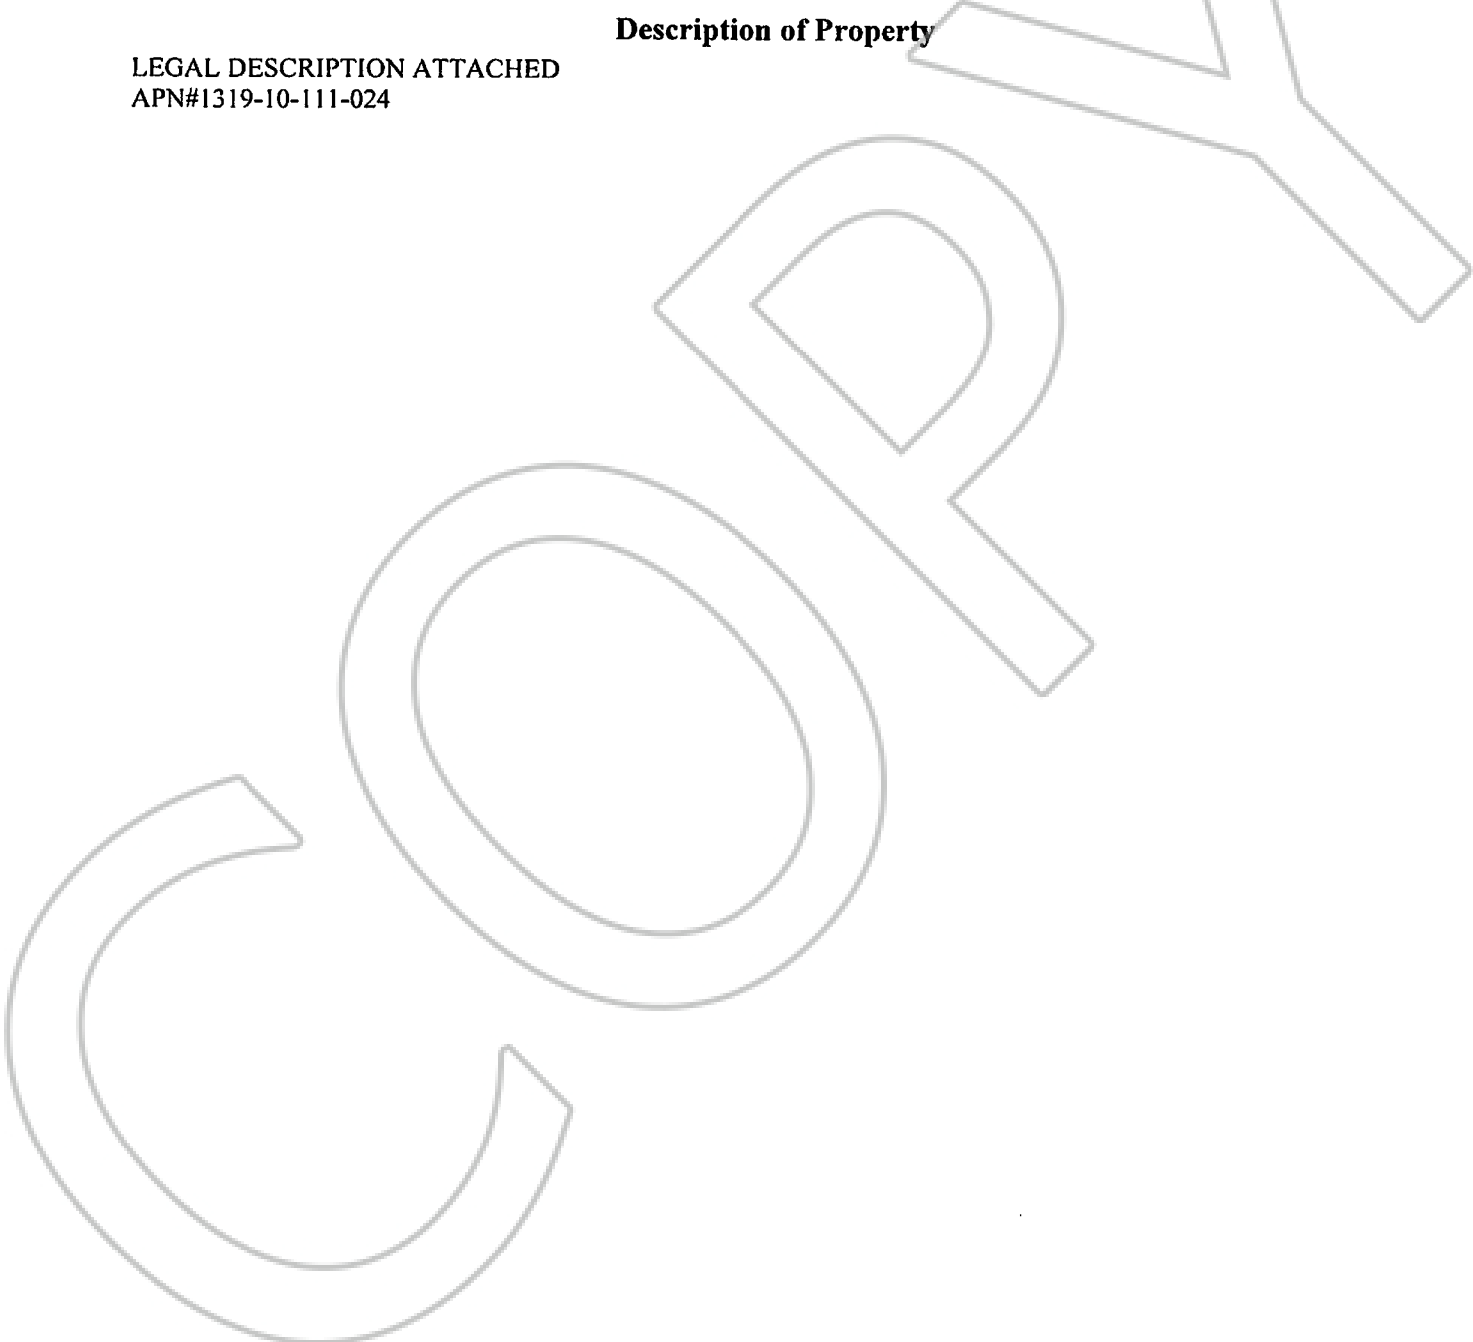 Description of Property
LEGAL DESCRIPTION ATTACHED
APN#1319-10-111-024
COPY